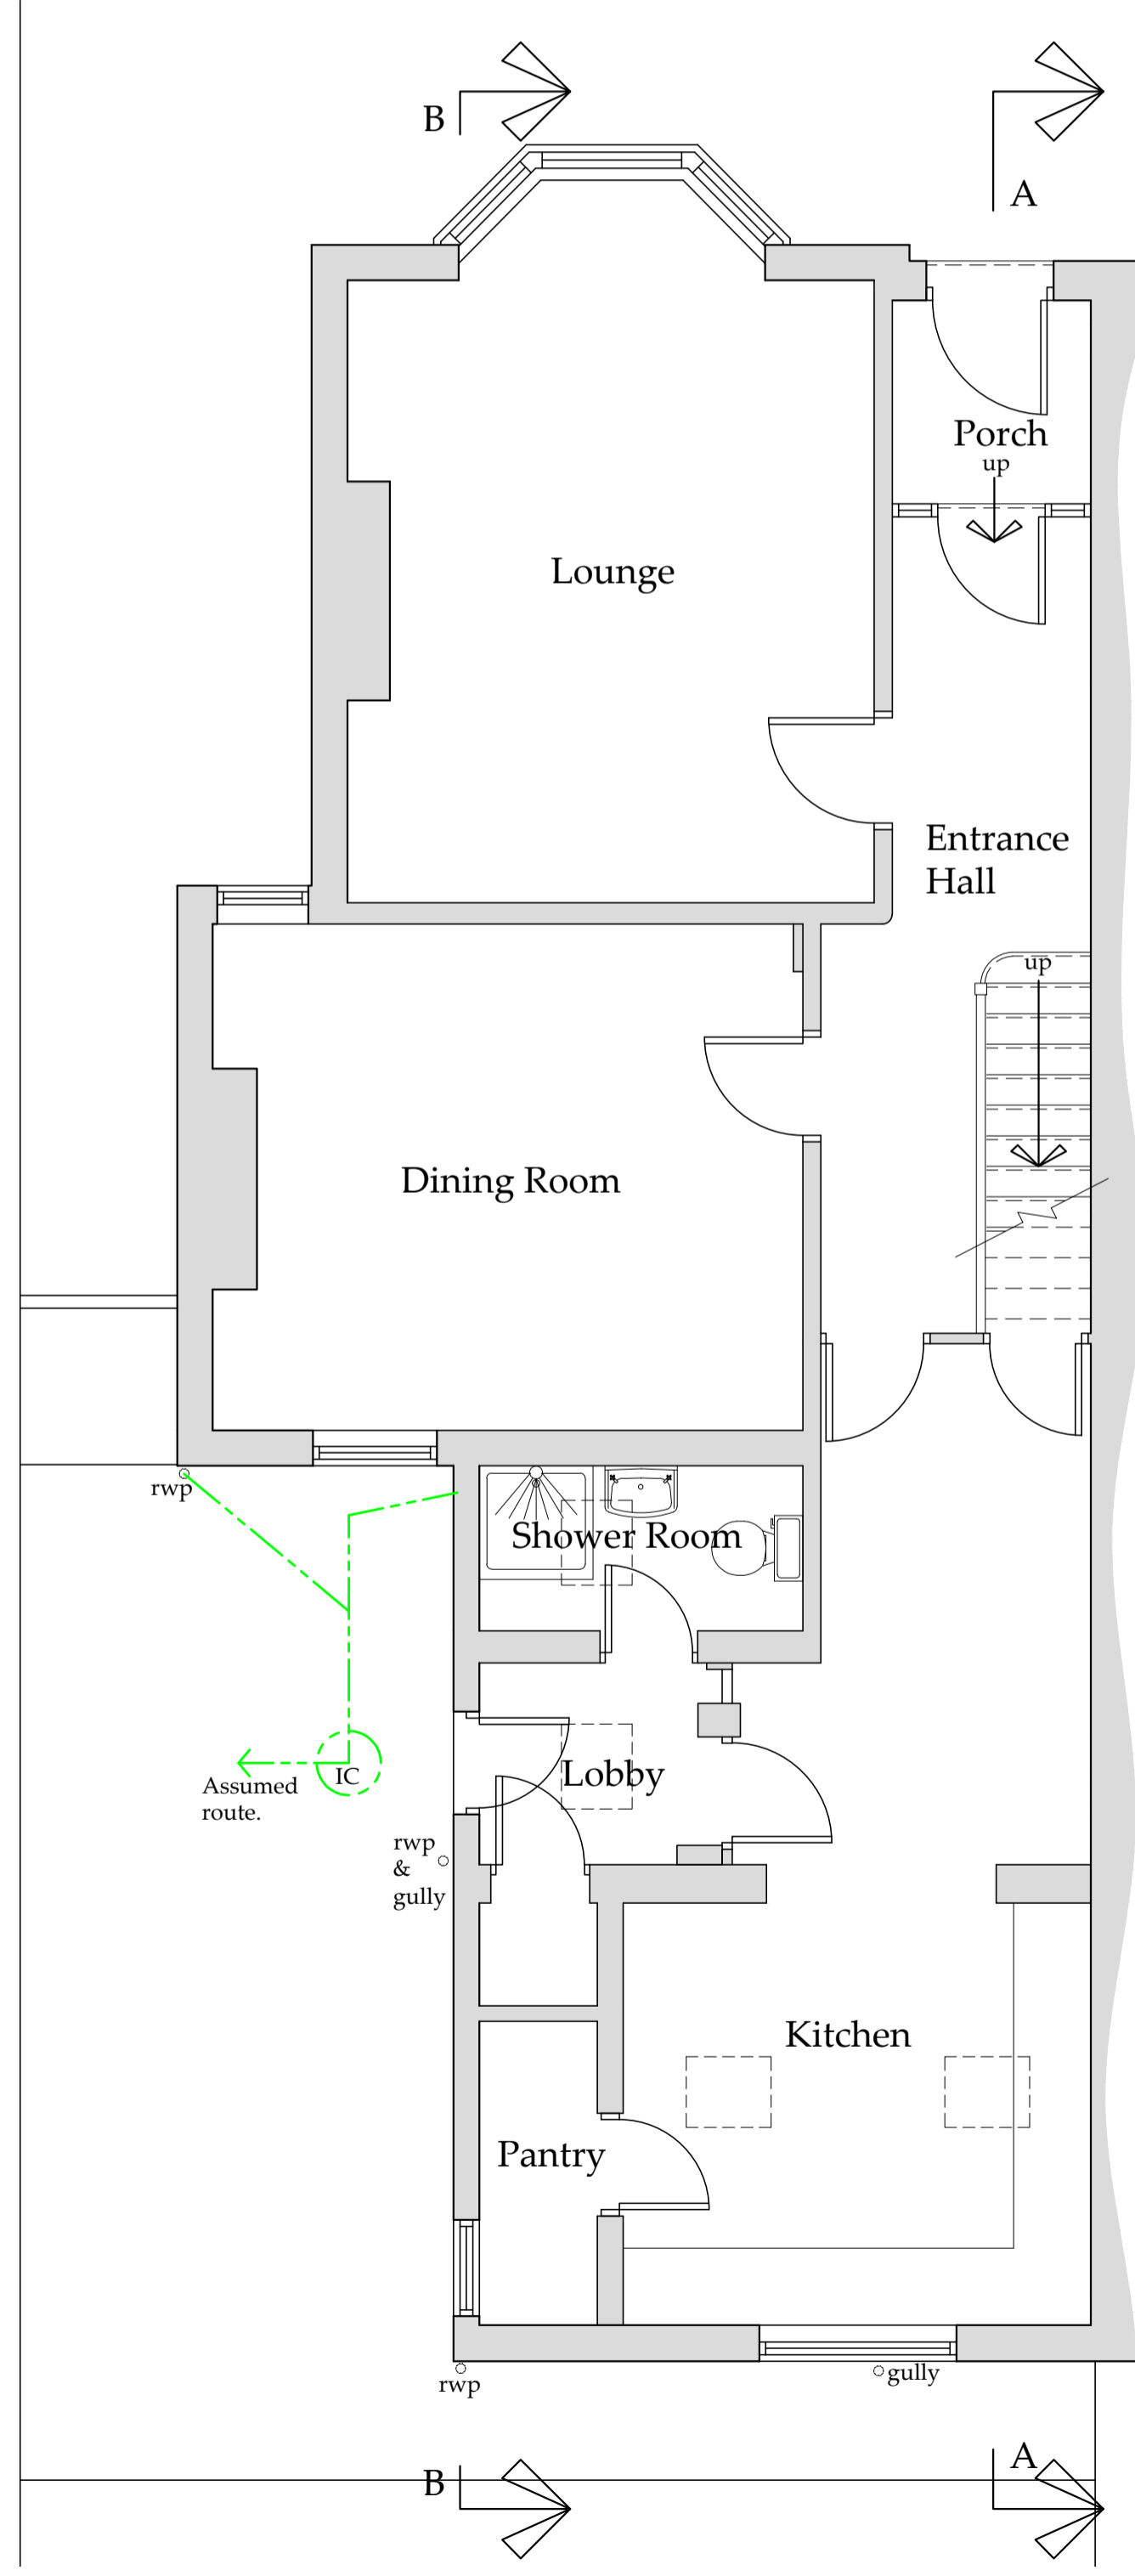 B
A
Porch
up
Lounge
Entrance
Hall
up
Dining Room
rwp
Shower Room
Lobby
IC
Assumed
route.
rwp
&
gully
Kitchen
Pantry
rwp
gully
B
A